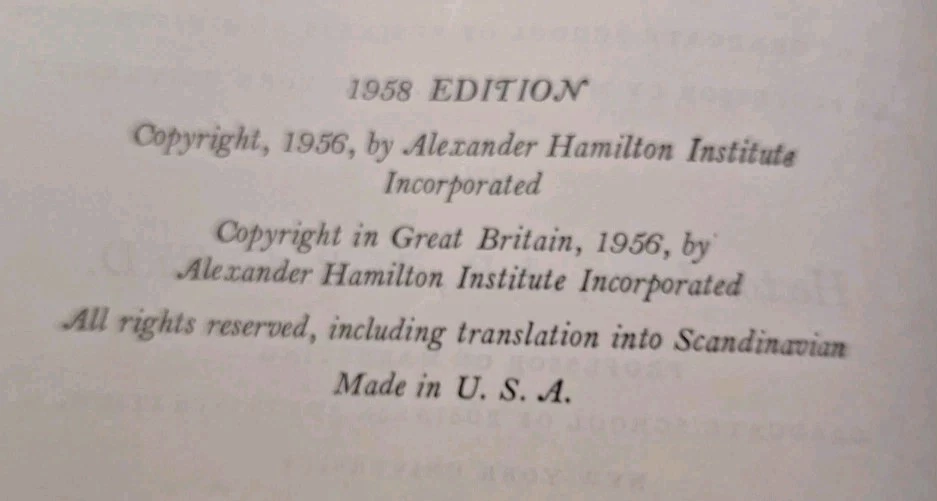 1958 EDITION
Copyright, 1956, by Alexander Hamilton Institute
Incorporated
Copyright in Great Britain, 1956, by
Alexander Hamilton Institute Incorporated
All rights reserved, including translation into Scandinavian
Made in U. S. A.